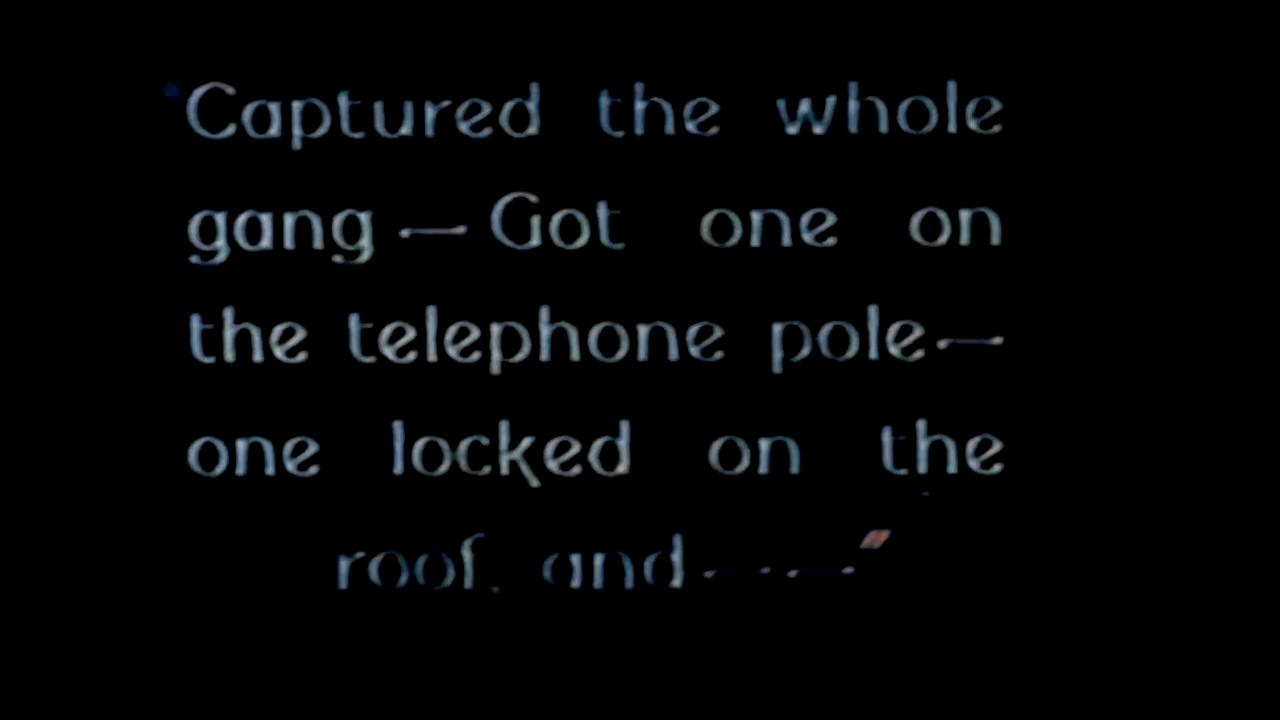 "Captured the whole
gang — Got one on
the telephone pole—
one locked on the
roof, and — —"